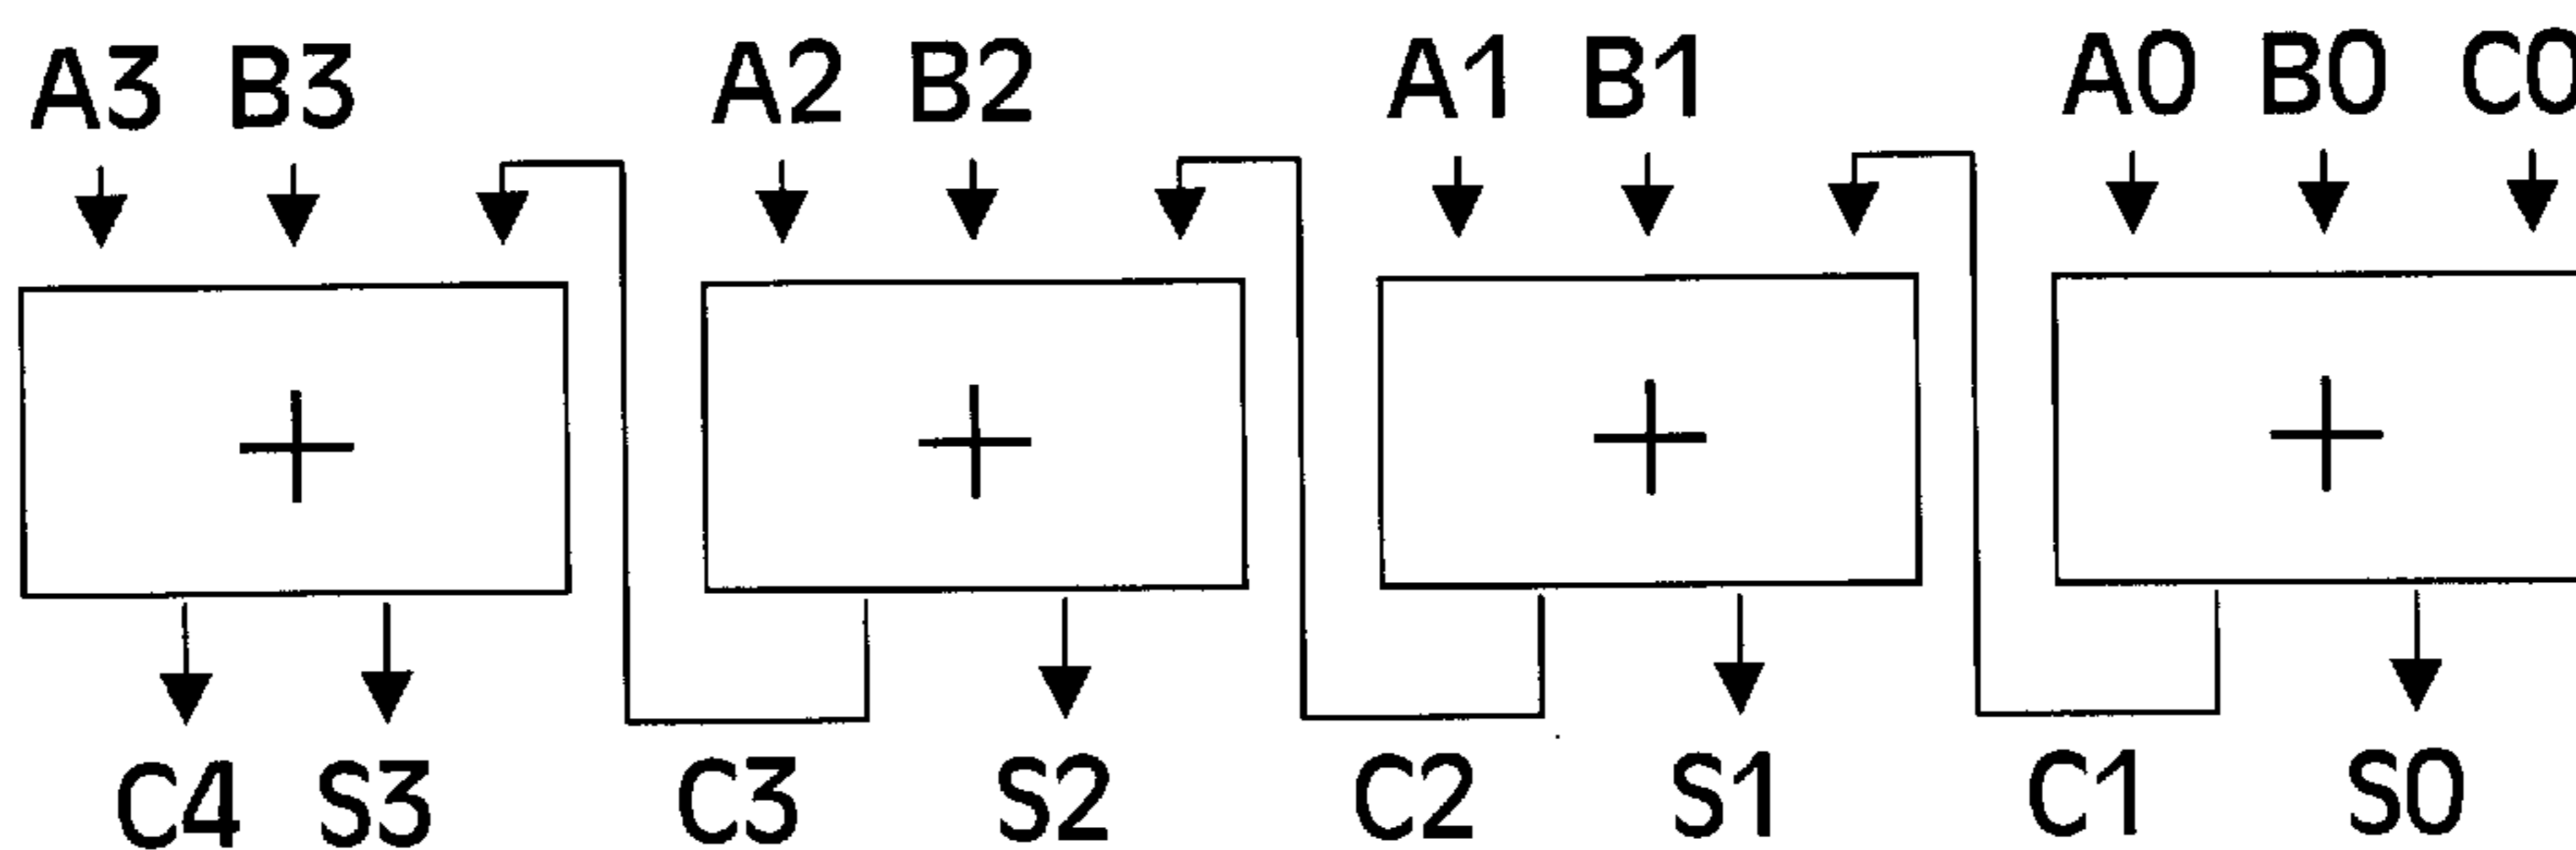 A3 B3 A2 B2 A1 B1 A0 B0 C0
+ + + +
C4 S3 C3 S2 C2 S1 C1 S0